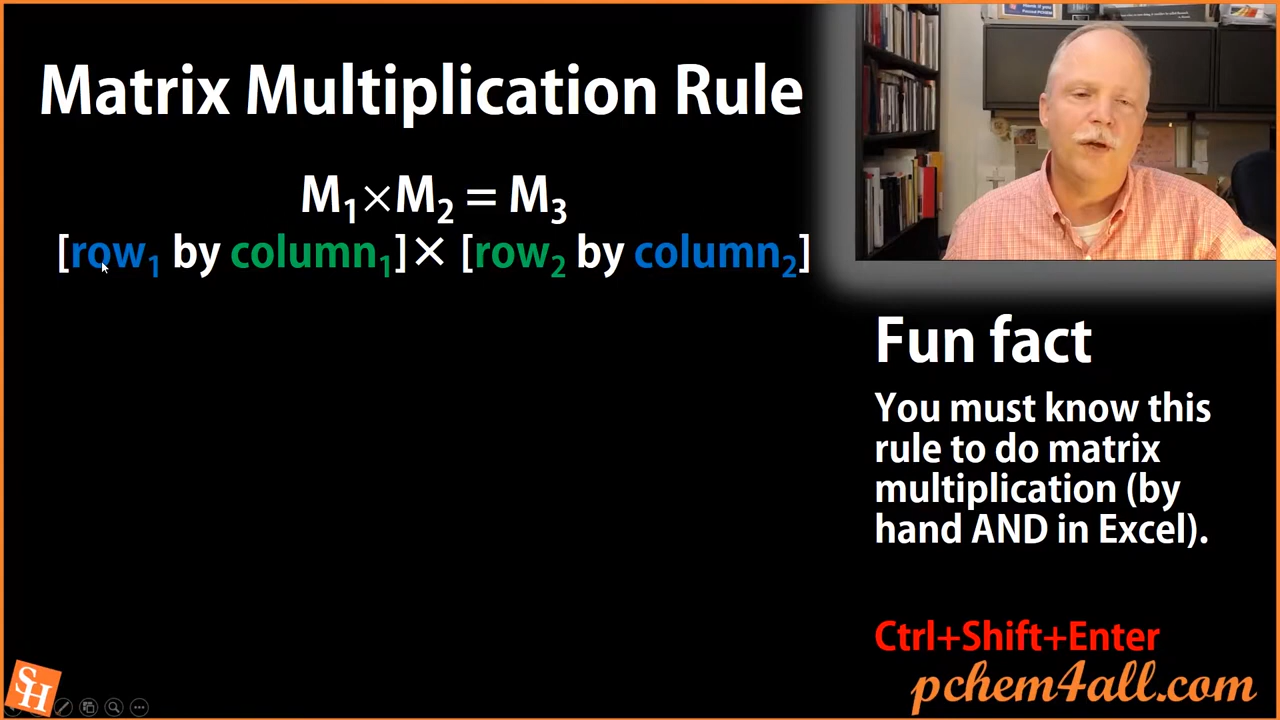 Matrix Multiplication Rule
M₁×M₂ = M₃
[row₁ by column₁]× [row₂ by column₂]
Fun fact
You must know this
rule to do matrix
multiplication (by
hand AND in Excel).
Ctrl+Shift+Enter
pchem4all.com
SH